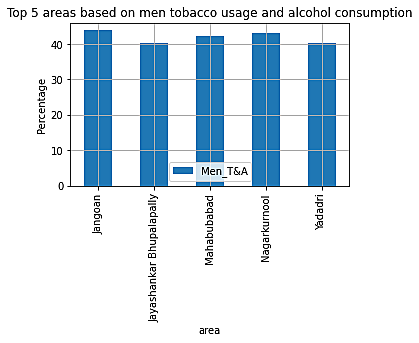 Top 5 areas based on men tobacco usage and alcohol consumption
Percentage
40
30
20
10
0
Men_T&A
Jangoan
Jayashankar Bhupalapally
Mahabubabad
Nagarkurnool
Yadadri
area